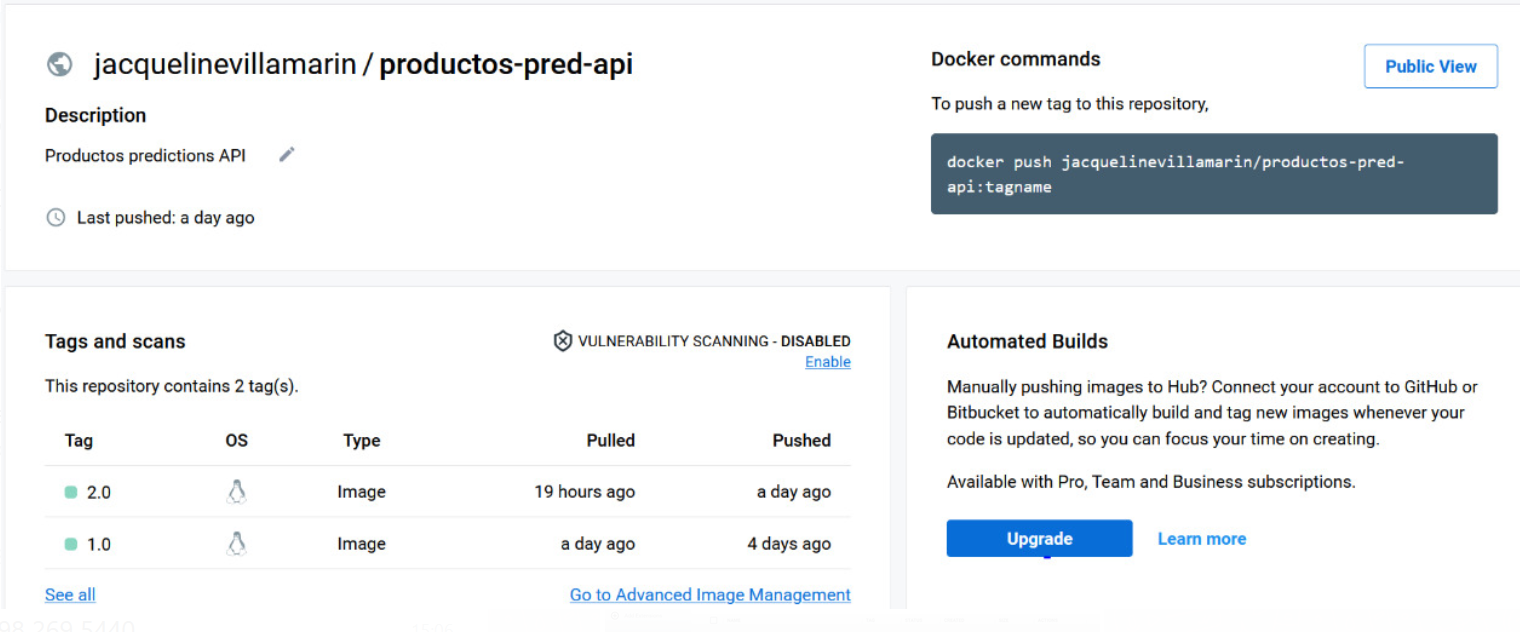 jacquelinevillamarin / productos-pred-api
Description
Productos predictions API
Last pushed: a day ago
Docker commands
Public View
To push a new tag to this repository,
docker push jacquelinevillamarin/productos-pred-
api:tagname
Tags and scans
VULNERABILITY SCANNING - DISABLED
Enable
This repository contains 2 tag(s).
Tag OS Type Pulled Pushed
2.0 Image 19 hours ago a day ago
1.0 Image a day ago 4 days ago
See all
Go to Advanced Image Management
Automated Builds
Manually pushing images to Hub? Connect your account to GitHub or
Bitbucket to automatically build and tag new images whenever your
code is updated, so you can focus your time on creating.
Available with Pro, Team and Business subscriptions.
Upgrade
Learn more